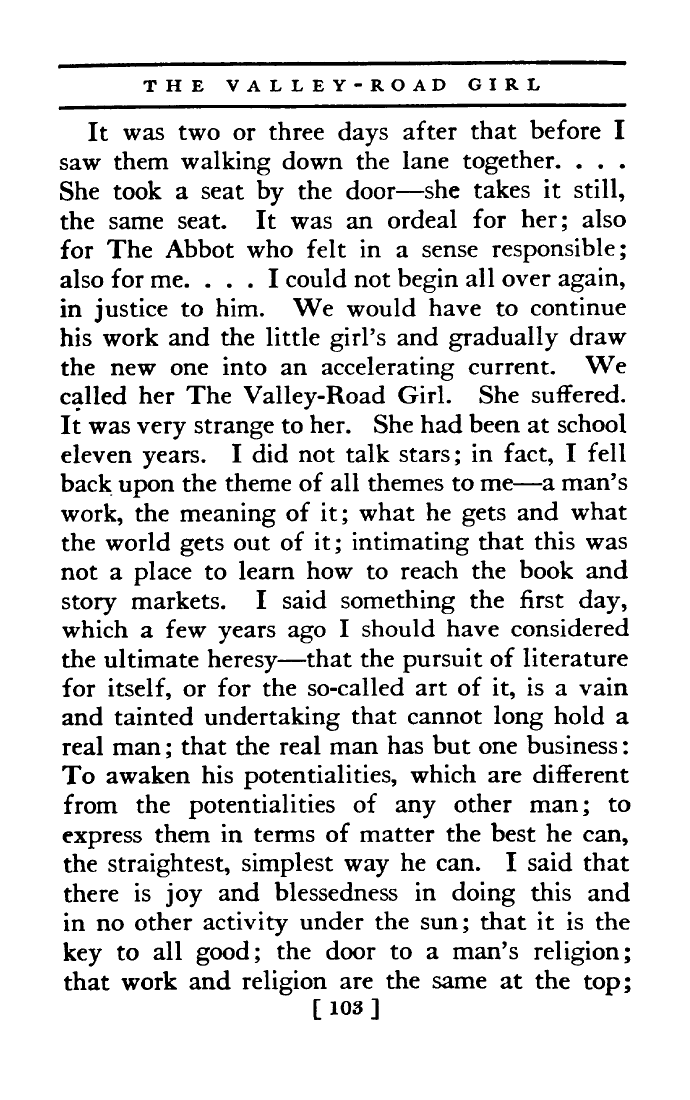 THE VALLEY-ROAD GIRL
It was two or three days after that before I
saw them walking down the lane together. . . .
She took a seat by the door—she takes it still,
the same seat. It was an ordeal for her; also
for The Abbot who felt in a sense responsible;
also for me. . . . I could not begin all over again,
in justice to him. We would have to continue
his work and the little girl's and gradually draw
the new one into an accelerating current. We
called her The Valley-Road Girl. She suffered.
It was very strange to her. She had been at school
eleven years. I did not talk stars; in fact, I fell
back upon the theme of all themes to me—a man's
work, the meaning of it; what he gets and what
the world gets out of it; intimating that this was
not a place to learn how to reach the book and
story markets. I said something the first day,
which a few years ago I should have considered
the ultimate heresy—that the pursuit of literature
for itself, or for the so-called art of it, is a vain
and tainted undertaking that cannot long hold a
real man; that the real man has but one business:
To awaken his potentialities, which are different
from the potentialities of any other man; to
express them in terms of matter the best he can,
the straightest, simplest way he can. I said that
there is joy and blessedness in doing this and
in no other activity under the sun; that it is the
key to all good; the door to a man's religion;
that work and religion are the same at the top;
[ 103 ]